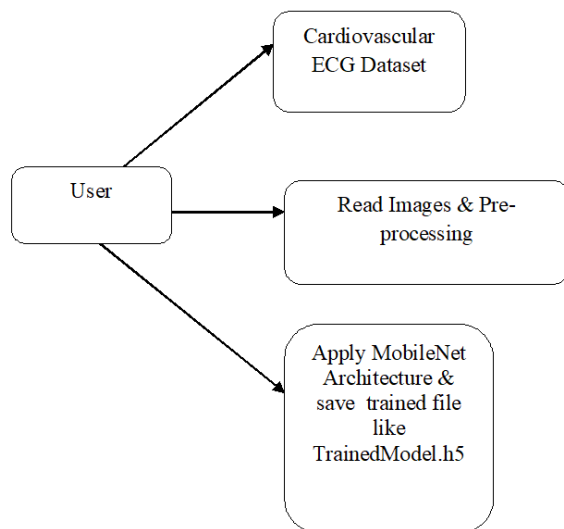 Cardiovascular
ECG Dataset
User
Read Images & Pre-
processing
Apply MobileNet
Architecture &
save trained file
like
TrainedModel.h5